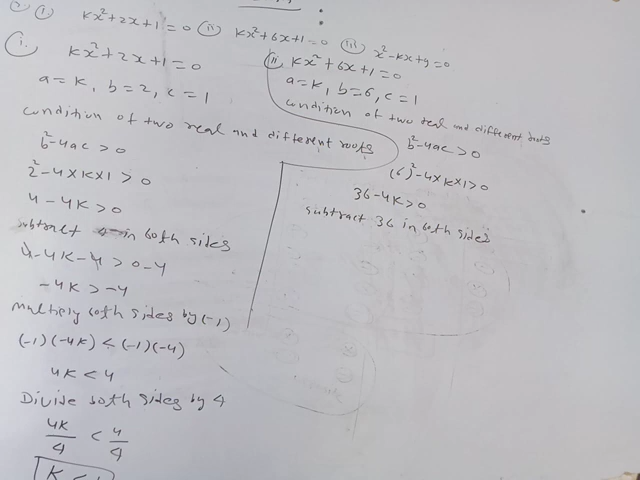 i kx²+2x+1=0 ii kx²+6x+1=0 iii x²-kx+9=0
i. kx²+2x+1=0
a=k, b=2, c=1
condition of two real and different roots
b²-4ac>0
2²-4×k×1>0
4-4k>0
subtract 4 in both sides
4-4k-4>0-4
-4k>-4
multiply both sides by (-1)
(-1)(-4k)<(-1)(-4)
4k<4
Divide both sides by 4
4k/4 < 4/4
k <
ii kx²+6x+1=0
a=k, b=6, c=1
condition of two real and different roots
b²-4ac>0
(6)²-4×k×1>0
36-4k>0
subtract 36 in both sides